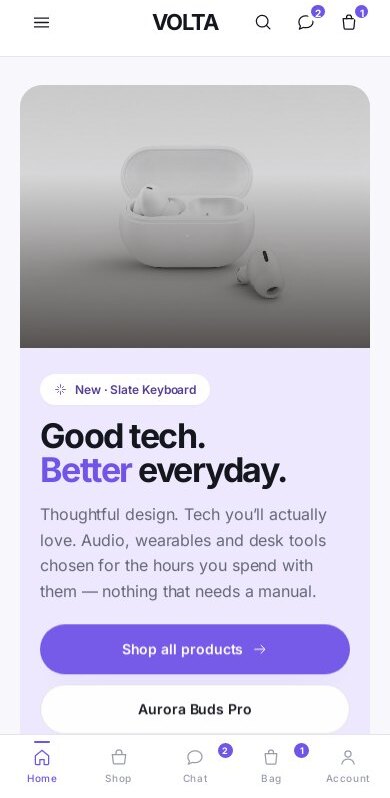 VOLTA
2
1
New · Slate Keyboard
Good tech.
Better everyday.
Thoughtful design. Tech you'll actually
love. Audio, wearables and desk tools
chosen for the hours you spend with
them — nothing that needs a manual.
Shop all products →
Aurora Buds Pro
2
1
Home
Shop
Chat
Bag
Account